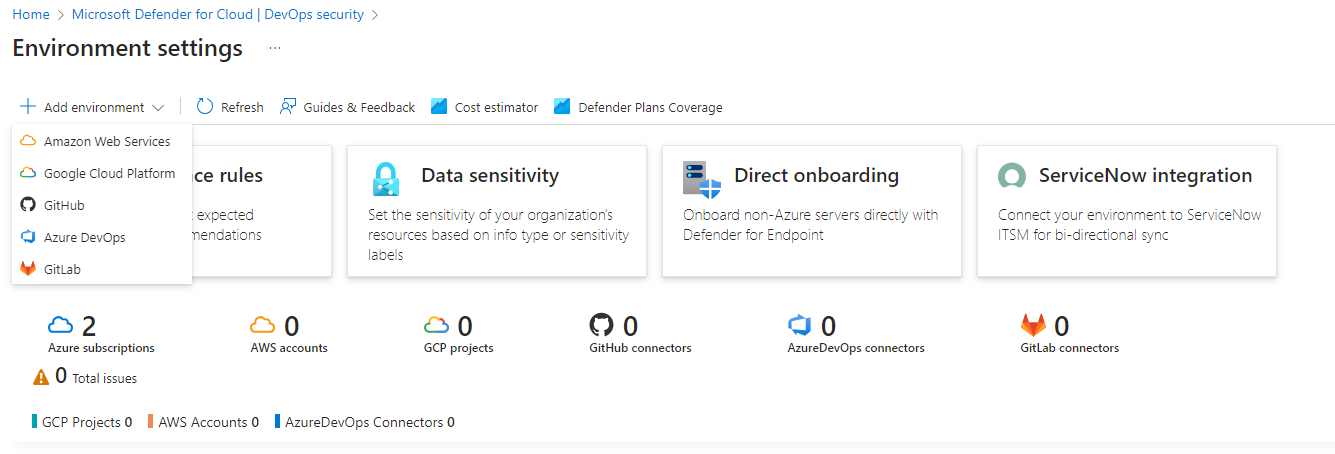 Home > Microsoft Defender for Cloud | DevOps security >
Environment settings ...
Add environment Refresh Guides & Feedback Cost estimator Defender Plans Coverage
Amazon Web Services
Google Cloud Platform
GitHub
Azure DevOps
GitLab
ce rules
expected
mendations
Data sensitivity
Set the sensitivity of your organization's
resources based on info type or sensitivity
labels
Direct onboarding
Onboard non-Azure servers directly with
Defender for Endpoint
ServiceNow integration
Connect your environment to ServiceNow
ITSM for bi-directional sync
2
Azure subscriptions
0
AWS accounts
0
GCP projects
0
GitHub connectors
0
AzureDevOps connectors
0
GitLab connectors
0 Total issues
GCP Projects 0 AWS Accounts 0 AzureDevOps Connectors 0